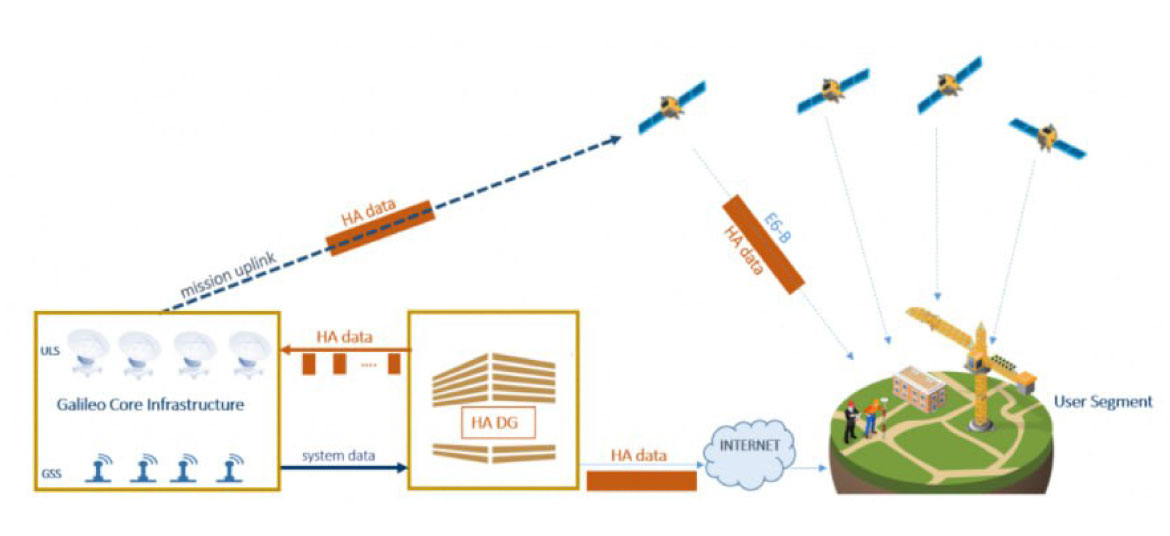 HA data
mission uplink
E6-B
HA data
ULS
HA data
....
Galileo Core Infrastructure
HA DG
User Segment
GSS
system data
HA data
INTERNET